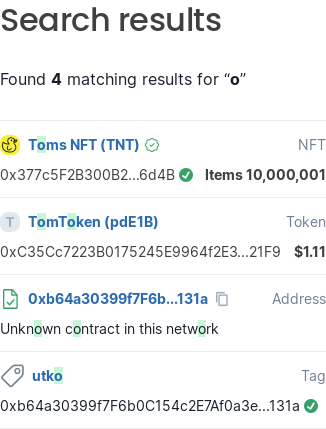 Search results
Found 4 matching results for “o”
Toms NFT (TNT) NFT
0x377c5F2B300B2...6d4B Items 10,000,001
T TomToken (pdE1B) Token
0xC35Cc7223B0175245E9964f2E3...21F9 $1.11
0xb64a30399f7F6b...131a Address
Unknown contract in this network
utko Tag
0xb64a30399f7F6b0C154c2E7Af0a3e...131a